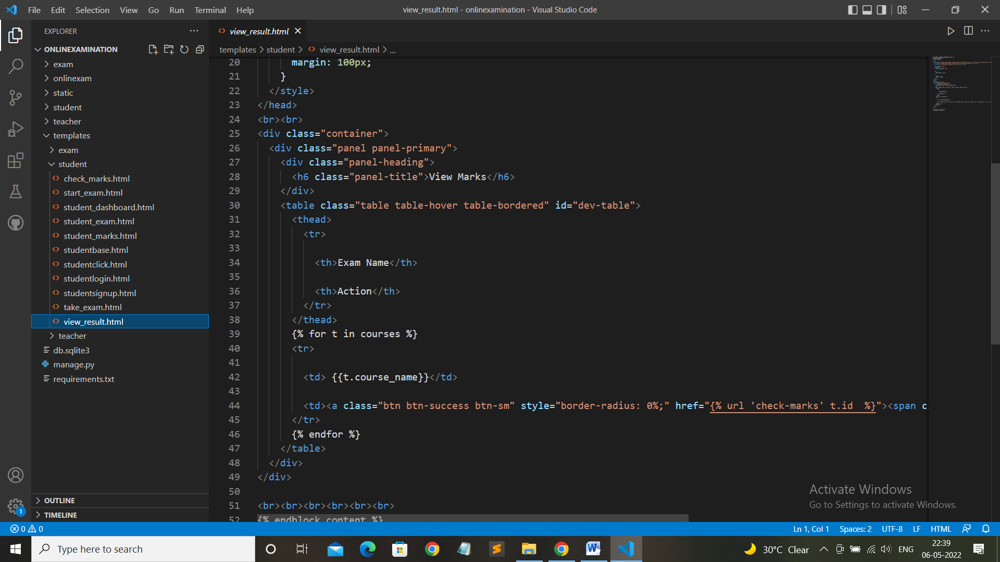 File Edit Selection View Go Run Terminal Help
view_result.html - onlinexamination - Visual Studio Code
EXPLORER
ONLINEXAMINATION
exam
onlinexam
static
student
teacher
templates
exam
student
check_marks.html
start_exam.html
student_dashboard.html
student_exam.html
student_marks.html
studentbase.html
studentclick.html
studentlogin.html
studentsignup.html
take_exam.html
view_result.html
teacher
db.sqlite3
manage.py
requirements.txt
OUTLINE
TIMELINE
1
view_result.html
templates > student > view_result.html > ...
20 margin: 100px;
21 }
22 </style>
23 </head>
24 <br><br>
25 <div class="container">
26 <div class="panel panel-primary">
27 <div class="panel-heading">
28 <h6 class="panel-title">View Marks</h6>
29 </div>
30 <table class="table table-hover table-bordered" id="dev-table">
31 <thead>
32 <tr>
33
34 <th>Exam Name</th>
35
36 <th>Action</th>
37 </tr>
38 </thead>
39 {% for t in courses %}
40 <tr>
41
42 <td> {{t.course_name}}</td>
43
44 <td><a class="btn btn-success btn-sm" style="border-radius: 0%;" href="{% url 'check-marks' t.id  %}"><span c
45 </tr>
46 {% endfor %}
47 </table>
48 </div>
49 </div>
50
51 <br><br><br><br><br><br>
52 {% endblock content %}
Activate Windows
Go to Settings to activate Windows.
0 0
Ln 1, Col 1 Spaces: 2 UTF-8 LF HTML
Type here to search
30°C Clear
ENG
22:39
06-05-2022